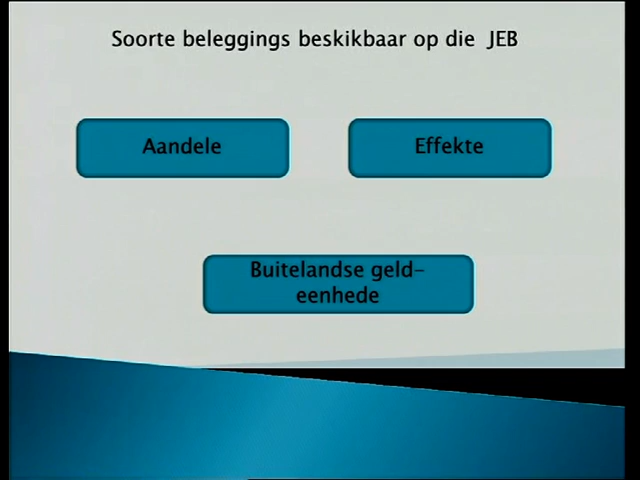 Soorte beleggings beskikbaar op die JEB
Aandele
Effekte
Buitelandse geld-
eenhede